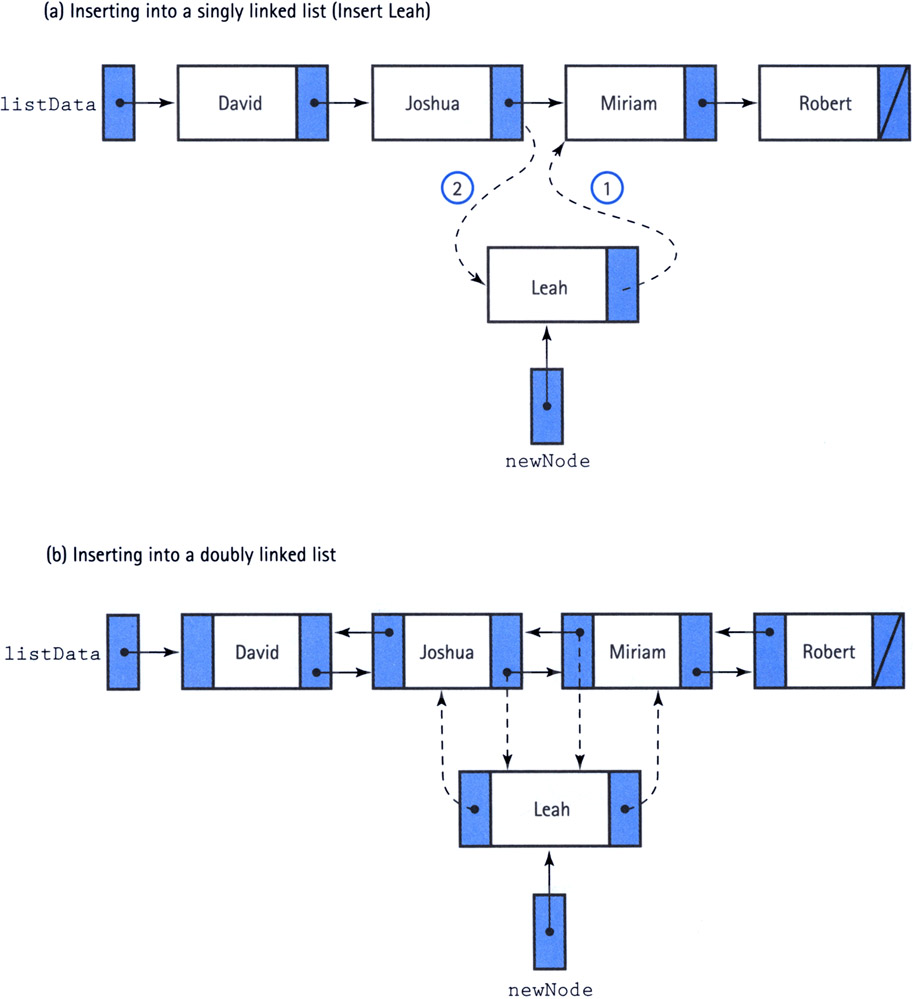 (a) Inserting into a singly linked list (Insert Leah)
listData David Joshua Miriam Robert
2 1
Leah
newNode
(b) Inserting into a doubly linked list
listData David Joshua Miriam Robert
Leah
newNode